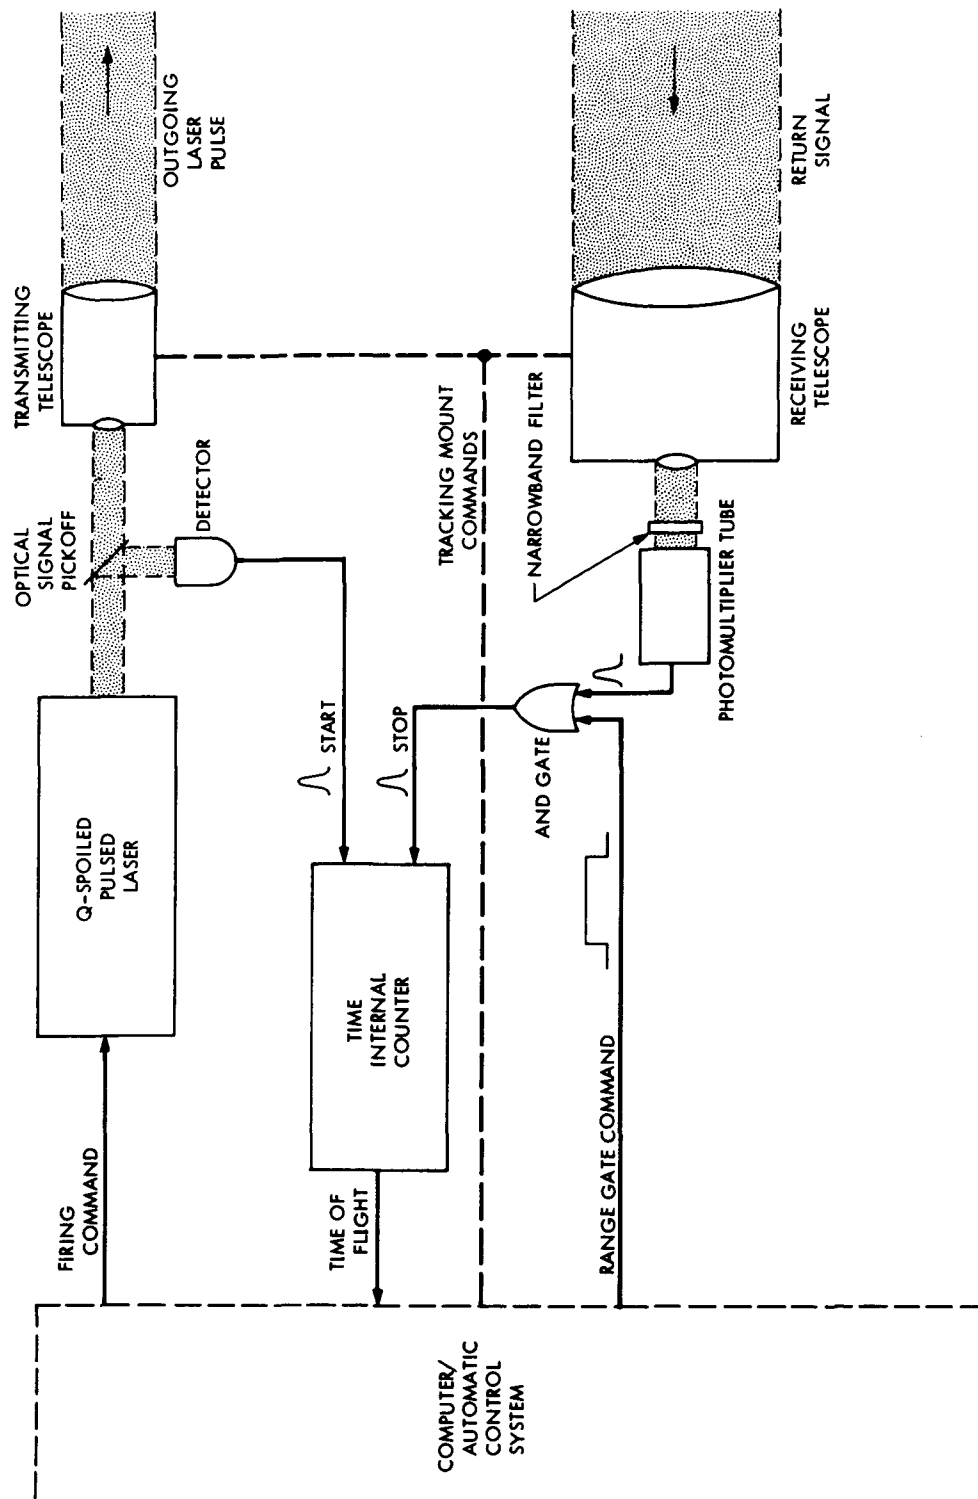 COMPUTER/
AUTOMATIC
CONTROL
SYSTEM
FIRING
COMMAND
Q-SPOILED
PULSED
LASER
OPTICAL
SIGNAL
PICKOFF
DETECTOR
TRANSMITTING
TELESCOPE
OUTGOING
LASER
PULSE
TIME OF
FLIGHT
TIME
INTERNAL
COUNTER
START
STOP
TRACKING MOUNT
COMMANDS
RANGE GATE COMMAND
AND GATE
NARROWBAND FILTER
PHOTOMULTIPLIER TUBE
RECEIVING
TELESCOPE
RETURN
SIGNAL